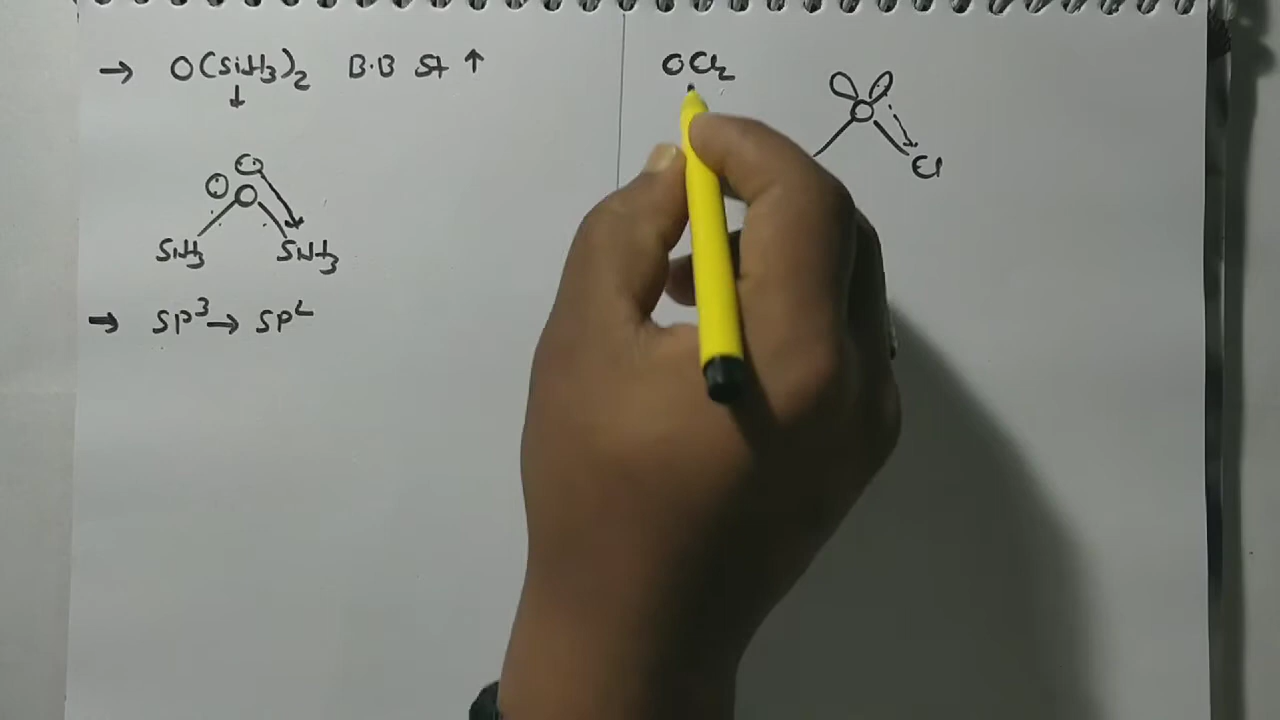 → O(SiH3)2 B.B St ↑
↓
O
SiH3 SiH3
⇒ SP3 → SP2
OCl2
O
Cl